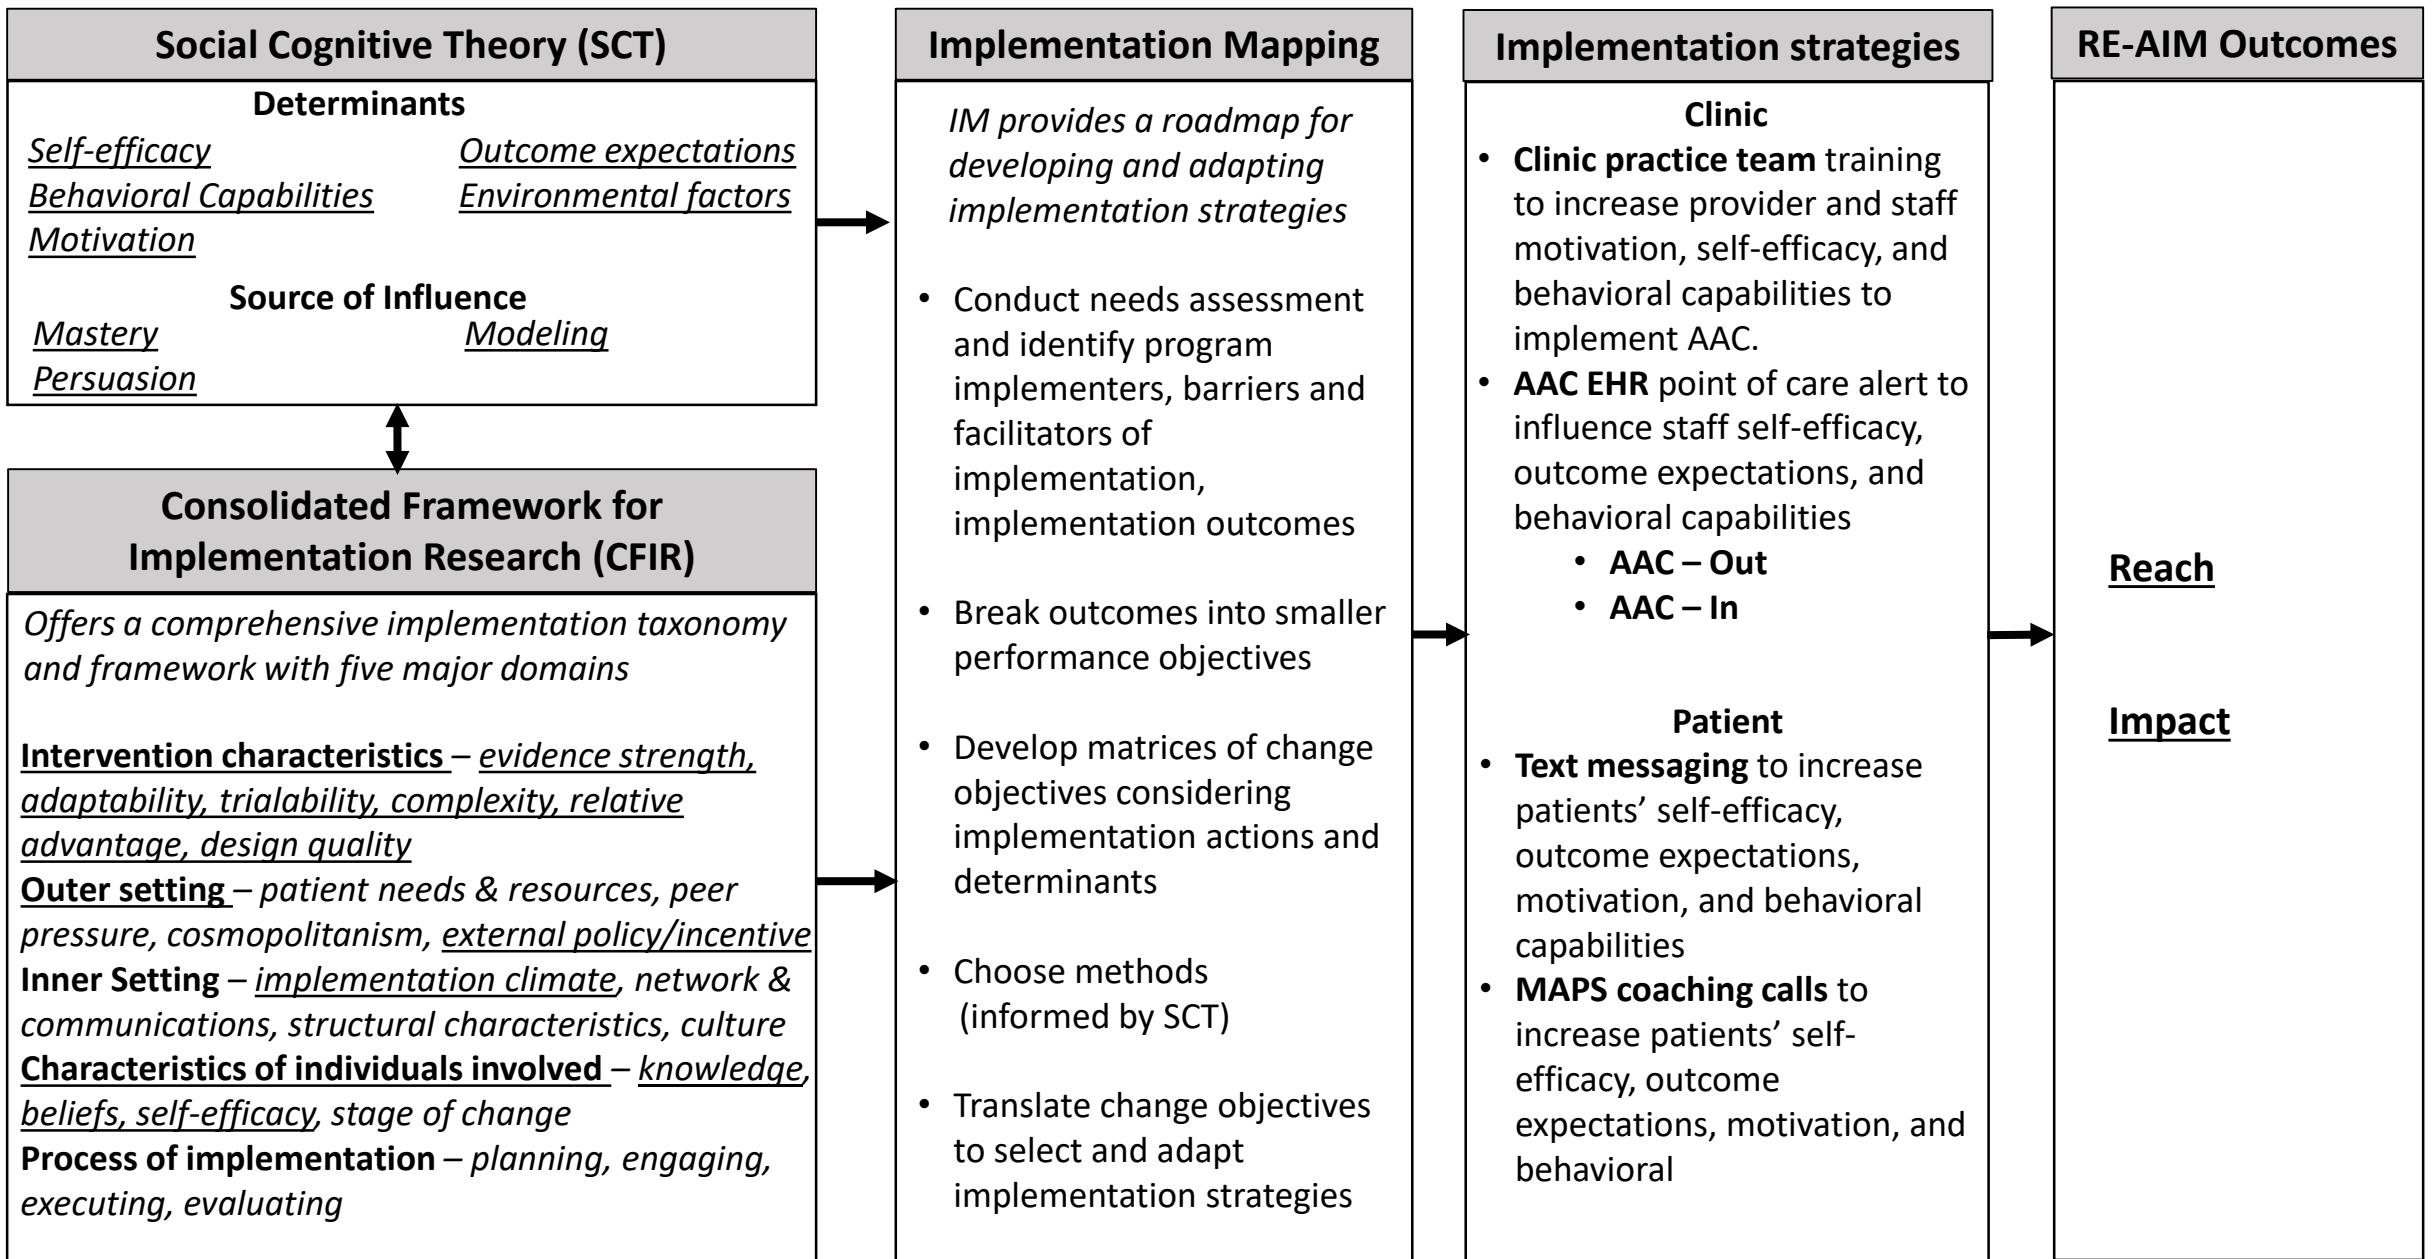 Social Cognitive Theory (SCT)
Determinants
Self-efficacy
Outcome expectations
Behavioral Capabilities
Environmental factors
Motivation
Source of Influence
Mastery
Modeling
Persuasion
Consolidated Framework for
Implementation Research (CFIR)
Offers a comprehensive implementation taxonomy
and framework with five major domains
Intervention characteristics – evidence strength,
adaptability, trialability, complexity, relative
advantage, design quality
Outer setting – patient needs & resources, peer
pressure, cosmopolitanism, external policy/incentive
Inner Setting – implementation climate, network &
communications, structural characteristics, culture
Characteristics of individuals involved – knowledge,
beliefs, self-efficacy, stage of change
Process of implementation – planning, engaging,
executing, evaluating
Implementation Mapping
IM provides a roadmap for
developing and adapting
implementation strategies
• Conduct needs assessment
and identify program
implementers, barriers and
facilitators of
implementation,
implementation outcomes
• Break outcomes into smaller
performance objectives
• Develop matrices of change
objectives considering
implementation actions and
determinants
• Choose methods
(informed by SCT)
• Translate change objectives
to select and adapt
implementation strategies
Implementation strategies
Clinic
• Clinic practice team training
to increase provider and staff
motivation, self-efficacy, and
behavioral capabilities to
implement AAC.
• AAC EHR point of care alert to
influence staff self-efficacy,
outcome expectations, and
behavioral capabilities
• AAC – Out
• AAC – In
Patient
• Text messaging to increase
patients’ self-efficacy,
outcome expectations,
motivation, and behavioral
capabilities
• MAPS coaching calls to
increase patients’ self-
efficacy, outcome
expectations, motivation, and
behavioral
RE-AIM Outcomes
Reach
Impact